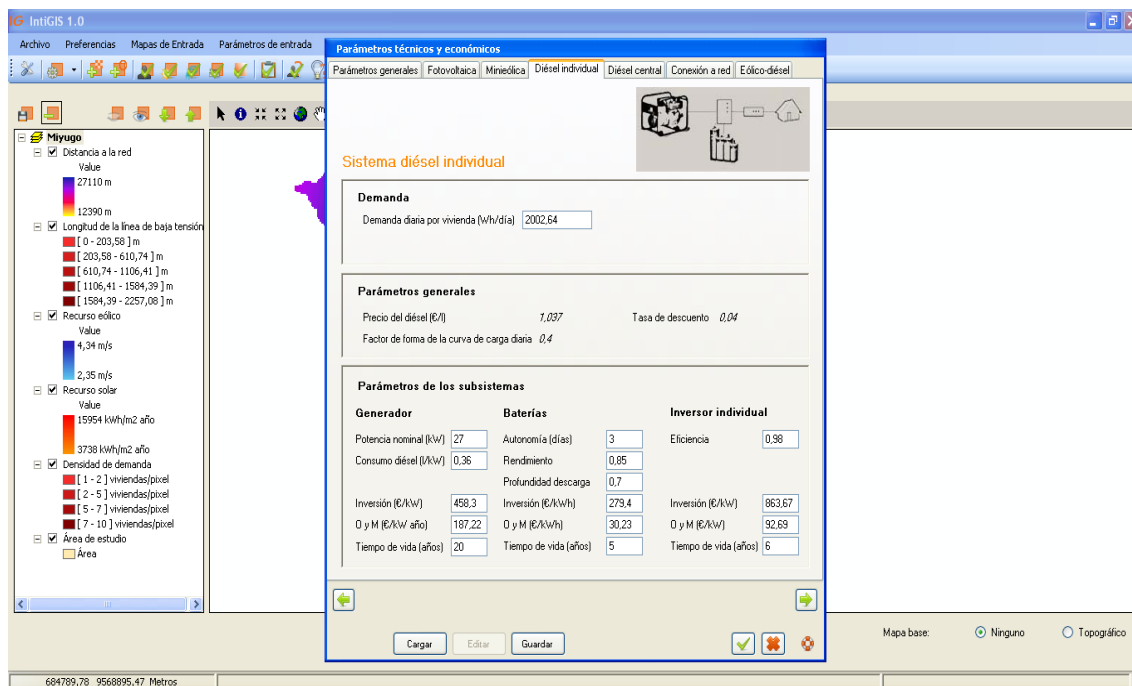 IG IntiGIS 1.0
Archivo Preferencias Mapas de Entrada Parámetros de entrada
Parámetros técnicos y económicos
Parámetros generales Fotovoltaica Minieólica Diésel individual Diésel central Conexión a red Eólico-diésel
Sistema diésel individual
Demanda
Demanda diaria por vivienda (Wh/día) 2002,64
Parámetros generales
Precio del diésel (€/l) 1,037 Tasa de descuento 0,04
Factor de forma de la curva de carga diaria 0,4
Parámetros de los subsistemas
Generador Baterías Inversor individual
Potencia nominal (kW) 27 Autonomía (días) 3 Eficiencia 0,98
Consumo diésel (l/kW) 0,36 Rendimiento 0,85
Profundidad descarga 0,7
Inversión (€/kW) 458,3 Inversión (€/kWh) 279,4 Inversión (€/kW) 863,67
O y M (€/kW año) 187,22 O y M (€/kWh) 30,23 O y M (€/kW) 92,69
Tiempo de vida (años) 20 Tiempo de vida (años) 5 Tiempo de vida (años) 6
Cargar Editar Guardar
Miyugo
Distancia a la red
Value
27110 m
12390 m
Longitud de la línea de baja tensión
[ 0 - 203,58 ] m
[ 203,58 - 610,74 ] m
[ 610,74 - 1106,41 ] m
[ 1106,41 - 1584,39 ] m
[ 1584,39 - 2257,08 ] m
Recurso eólico
Value
4,34 m/s
2,35 m/s
Recurso solar
Value
15954 kWh/m2 año
3738 kWh/m2 año
Densidad de demanda
[ 1 - 2 ] viviendas/pixel
[ 2 - 5 ] viviendas/pixel
[ 5 - 7 ] viviendas/pixel
[ 7 - 10 ] viviendas/pixel
Área de estudio
Área
Mapa base: Ninguno Topográfico
684789,78 9568895,47 Metros